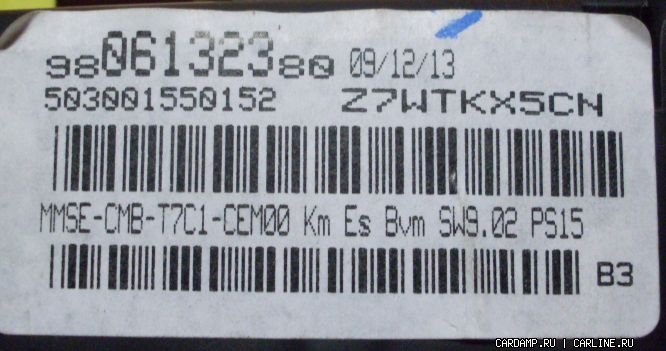 9806132380 09/12/13
503001550152 Z7WTKX5CN
MMSE-CMB-T7C1-CEM00 Km Es Bvm SW9.02 PS15
B3
CARDAMP.RU | CARLINE.RU